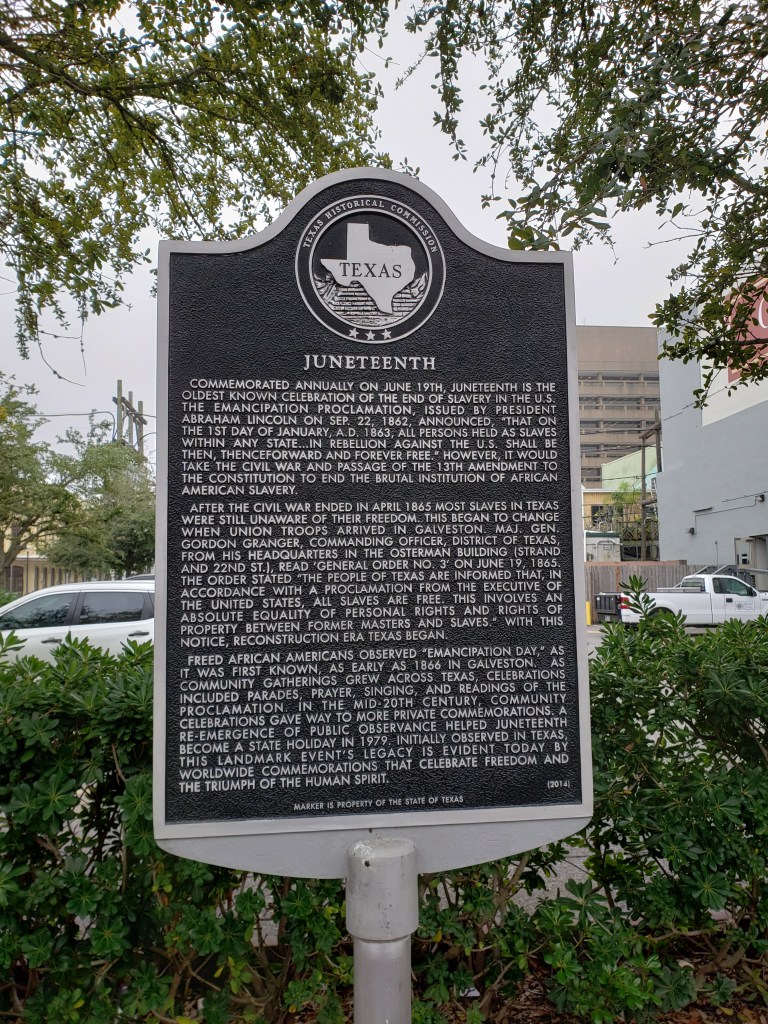 TEXAS HISTORICAL COMMISSION
TEXAS
JUNETEENTH
COMMEMORATED ANNUALLY ON JUNE 19TH, JUNETEENTH IS THE
OLDEST KNOWN CELEBRATION OF THE END OF SLAVERY IN THE U.S.
THE EMANCIPATION PROCLAMATION, ISSUED BY PRESIDENT
ABRAHAM LINCOLN ON SEP. 22, 1862, ANNOUNCED, "THAT ON
THE 1ST DAY OF JANUARY, A.D. 1863, ALL PERSONS HELD AS SLAVES
WITHIN ANY STATE...IN REBELLION AGAINST THE U.S. SHALL BE
THEN, THENCEFORWARD AND FOREVER FREE." HOWEVER, IT WOULD
TAKE THE CIVIL WAR AND PASSAGE OF THE 13TH AMENDMENT TO
THE CONSTITUTION TO END THE BRUTAL INSTITUTION OF AFRICAN
AMERICAN SLAVERY.
AFTER THE CIVIL WAR ENDED IN APRIL 1865 MOST SLAVES IN TEXAS
WERE STILL UNAWARE OF THEIR FREEDOM. THIS BEGAN TO CHANGE
WHEN UNION TROOPS ARRIVED IN GALVESTON. MAJ. GEN.
GORDON GRANGER, COMMANDING OFFICER, DISTRICT OF TEXAS,
FROM HIS HEADQUARTERS IN THE OSTERMAN BUILDING (STRAND
AND 22ND ST.), READ 'GENERAL ORDER NO. 3' ON JUNE 19, 1865.
THE ORDER STATED "THE PEOPLE OF TEXAS ARE INFORMED THAT, IN
ACCORDANCE WITH A PROCLAMATION FROM THE EXECUTIVE OF
THE UNITED STATES, ALL SLAVES ARE FREE. THIS INVOLVES AN
ABSOLUTE EQUALITY OF PERSONAL RIGHTS AND RIGHTS OF
PROPERTY BETWEEN FORMER MASTERS AND SLAVES." WITH THIS
NOTICE, RECONSTRUCTION ERA TEXAS BEGAN.
FREED AFRICAN AMERICANS OBSERVED "EMANCIPATION DAY," AS
IT WAS FIRST KNOWN, AS EARLY AS 1866 IN GALVESTON. AS
COMMUNITY GATHERINGS GREW ACROSS TEXAS, CELEBRATIONS
INCLUDED PARADES, PRAYER, SINGING, AND READINGS OF THE
PROCLAMATION. IN THE MID-20TH CENTURY, COMMUNITY
CELEBRATIONS GAVE WAY TO MORE PRIVATE COMMEMORATIONS. A
RE-EMERGENCE OF PUBLIC OBSERVANCE HELPED JUNETEENTH
BECOME A STATE HOLIDAY IN 1979. INITIALLY OBSERVED IN TEXAS,
THIS LANDMARK EVENT'S LEGACY IS EVIDENT TODAY BY
WORLDWIDE COMMEMORATIONS THAT CELEBRATE FREEDOM AND
THE TRIUMPH OF THE HUMAN SPIRIT.
(2014)
MARKER IS PROPERTY OF THE STATE OF TEXAS